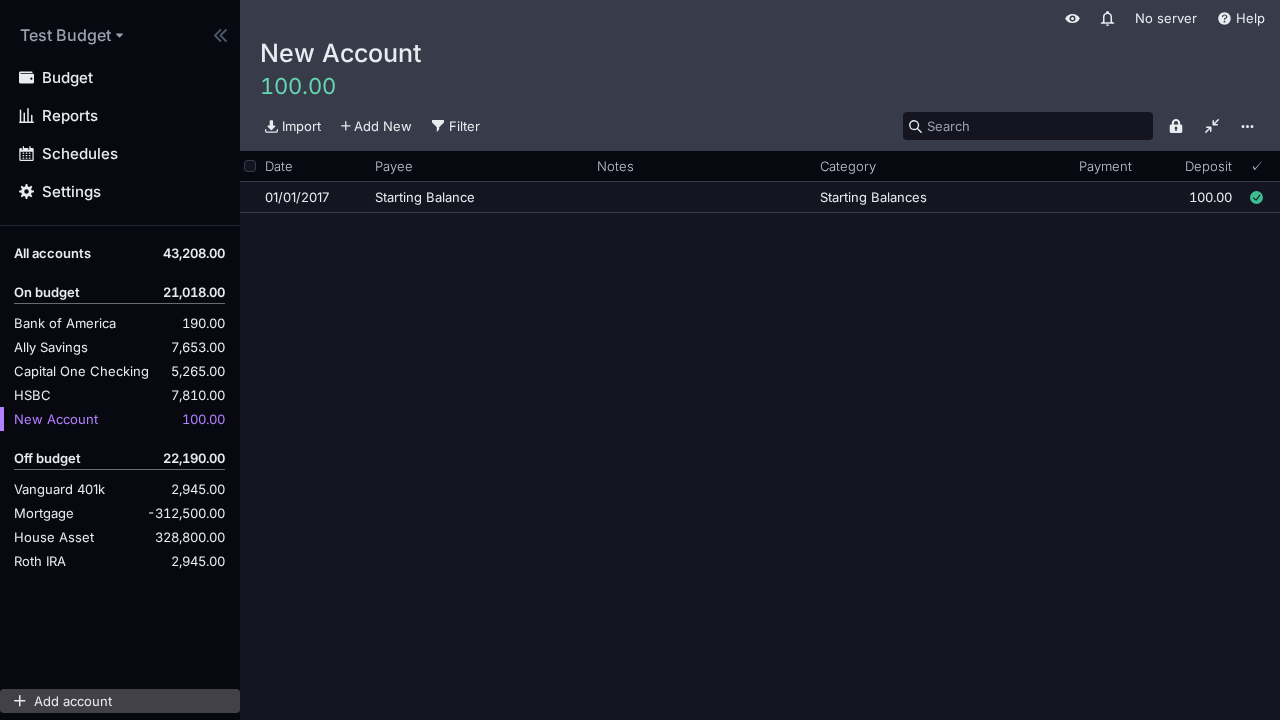 Test Budget
Budget
Reports
Schedules
Settings
All accounts 43,208.00
On budget 21,018.00
Bank of America 190.00
Ally Savings 7,653.00
Capital One Checking 5,265.00
HSBC 7,810.00
New Account 100.00
Off budget 22,190.00
Vanguard 401k 2,945.00
Mortgage -312,500.00
House Asset 328,800.00
Roth IRA 2,945.00
Add account
No server Help
New Account
100.00
Import Add New Filter Search
Date Payee Notes Category Payment Deposit ✓
01/01/2017 Starting Balance Starting Balances 100.00